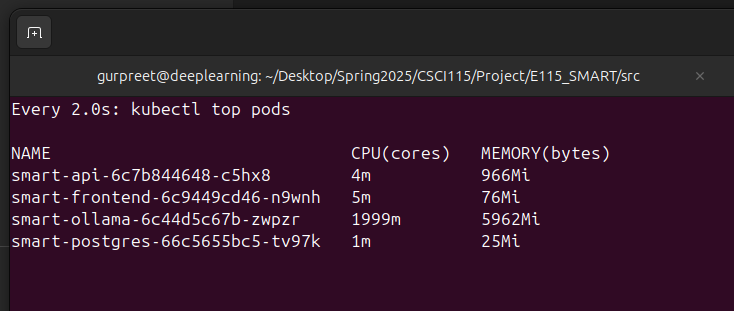 gurpreet@deeplearning: ~/Desktop/Spring2025/CSCI115/Project/E115_SMART/src ×
Every 2.0s: kubectl top pods
NAME CPU(cores) MEMORY(bytes)
smart-api-6c7b844648-c5hx8 4m 966Mi
smart-frontend-6c9449cd46-n9wnh 5m 76Mi
smart-ollama-6c44d5c67b-zwpzr 1999m 5962Mi
smart-postgres-66c5655bc5-tv97k 1m 25Mi